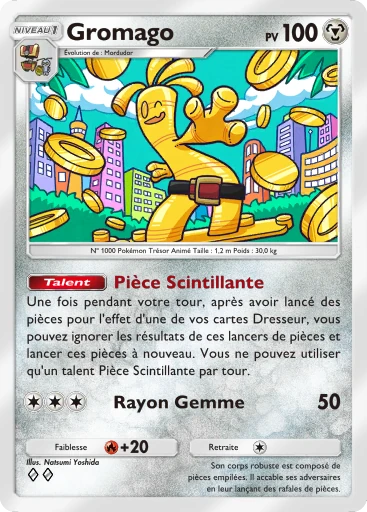 NIVEAU 1
Gromago
PV 100
Évolution de : Mordudor
N° 1000 Pokémon Trésor Animé Taille : 1,2 m Poids : 30,0 kg
Talent Pièce Scintillante
Une fois pendant votre tour, après avoir lancé des
pièces pour l'effet d'une de vos cartes Dresseur, vous
pouvez ignorer les résultats de ces lancers de pièces et
lancer ces pièces à nouveau. Vous ne pouvez utiliser
qu'un talent Pièce Scintillante par tour.
Rayon Gemme 50
Faiblesse +20
Retraite
Illus. Natsumi Yoshida
Son corps robuste est composé de
pièces empilées. Il accable ses adversaires
en leur lançant des rafales de pièces.